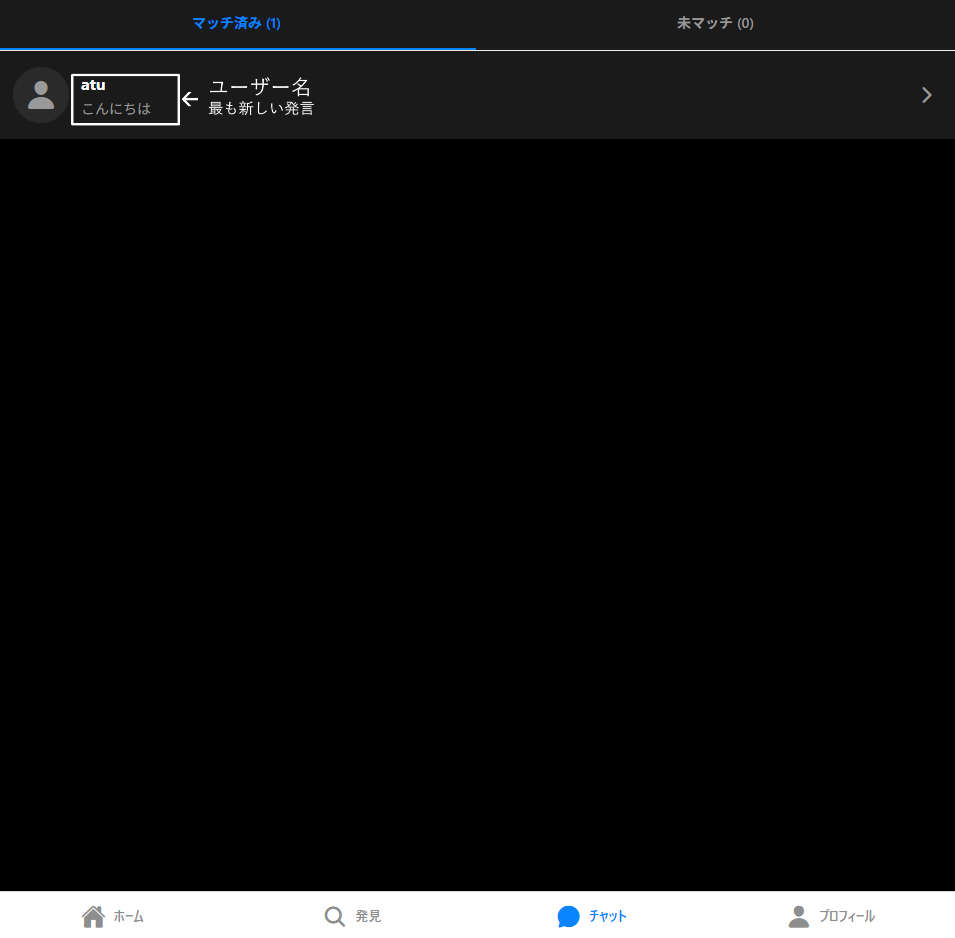 マッチ済み (1)
未マッチ (0)
atu
こんにちは
ユーザー名
最も新しい発言
ホーム
発見
チャット
プロフィール